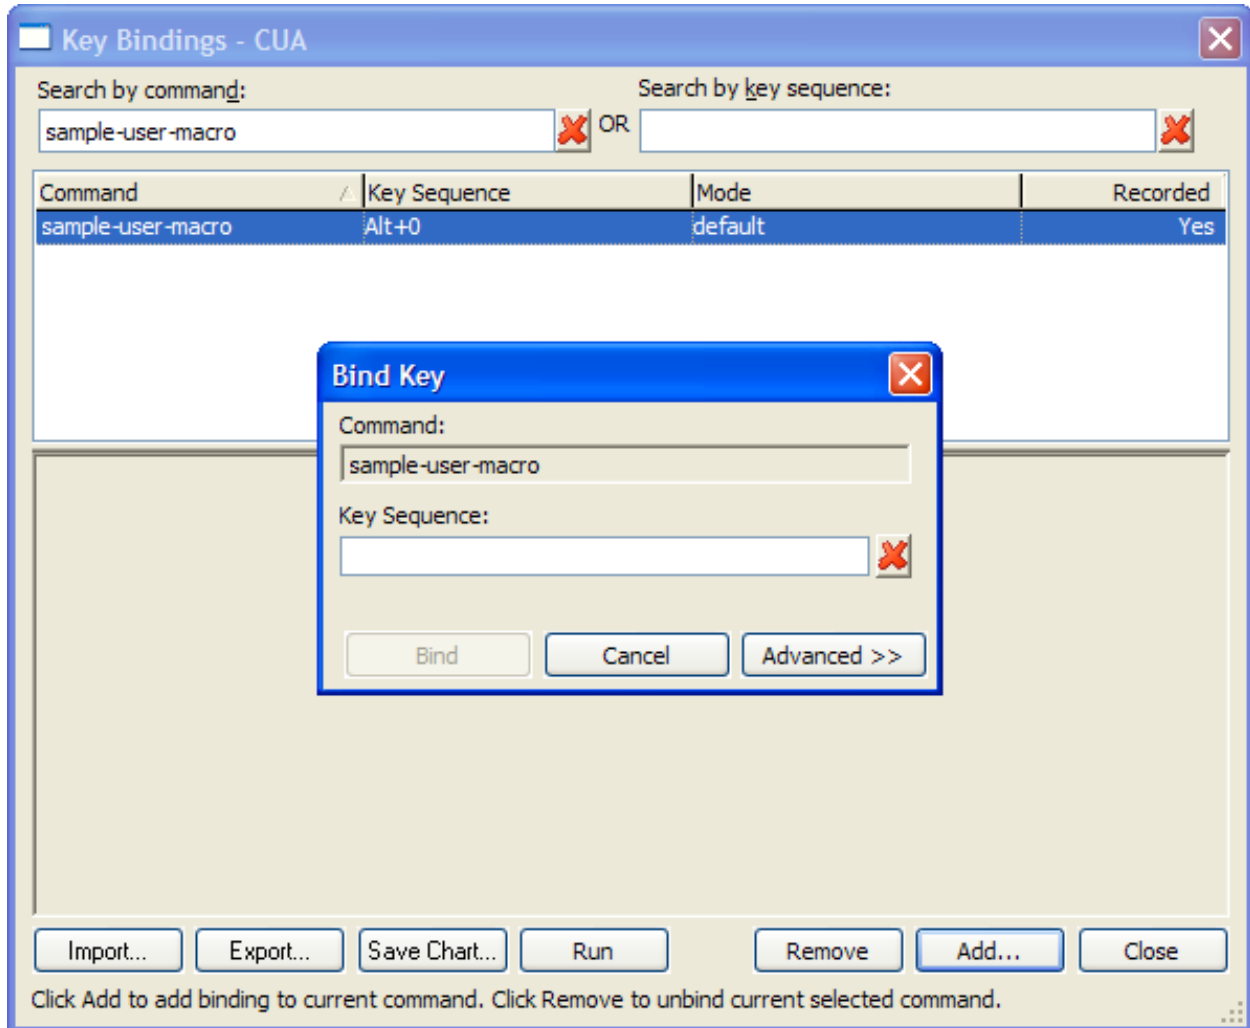 Key Bindings - CUA
Search by command:
Search by key sequence:
sample-user-macro
OR
Command Key Sequence Mode Recorded
sample-user-macro Alt+0 default Yes
Bind Key
Command:
sample-user-macro
Key Sequence:
Bind Cancel Advanced >>
Import... Export... Save Chart... Run Remove Add... Close
Click Add to add binding to current command. Click Remove to unbind current selected command.